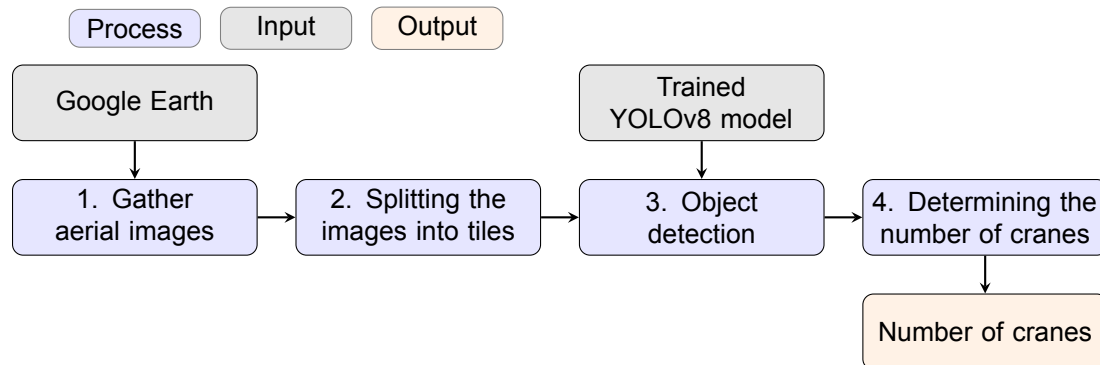 Process
Input
Output
Google Earth
Trained
YOLOv8 model
1. Gather
aerial images
2. Splitting the
images into tiles
3. Object
detection
4. Determining the
number of cranes
Number of cranes